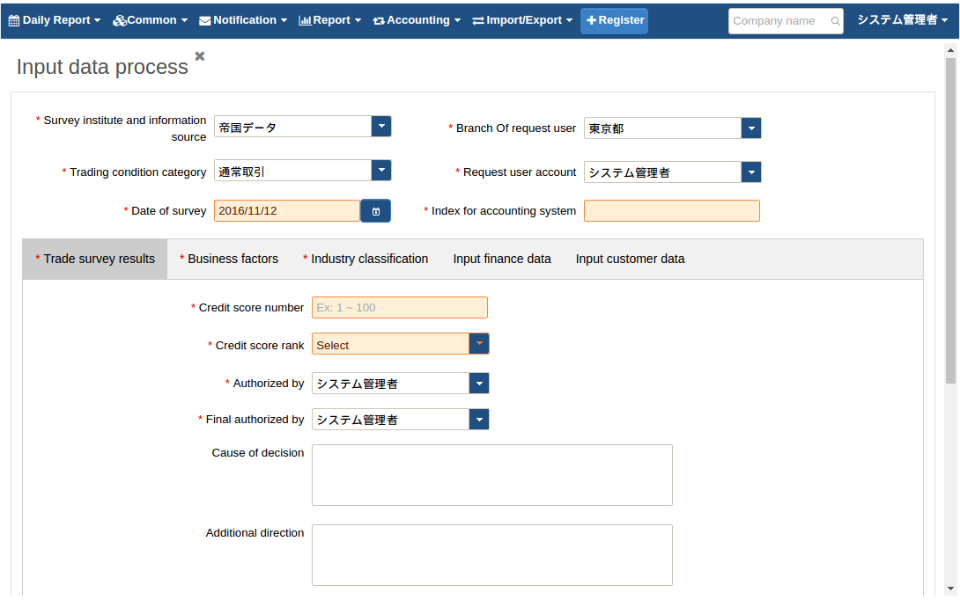 Daily Report Common Notification Report Accounting Import/Export Register Company name システム管理者
Input data process
* Survey institute and information
source
帝国データ
* Branch Of request user 東京都
* Trading condition category 通常取引
* Request user account システム管理者
* Date of survey 2016/11/12
* Index for accounting system
* Trade survey results * Business factors * Industry classification Input finance data Input customer data
* Credit score number Ex: 1 ~ 100
* Credit score rank Select
* Authorized by システム管理者
* Final authorized by システム管理者
Cause of decision
Additional direction